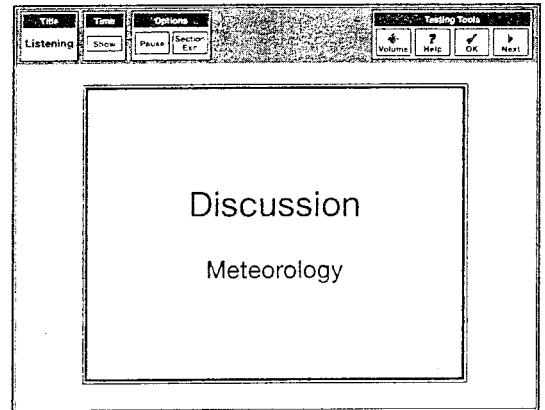 Title Time Options Testing Tools
Listening Show Pause Section Exit Volume ? Help OK Next
Discussion
Meteorology